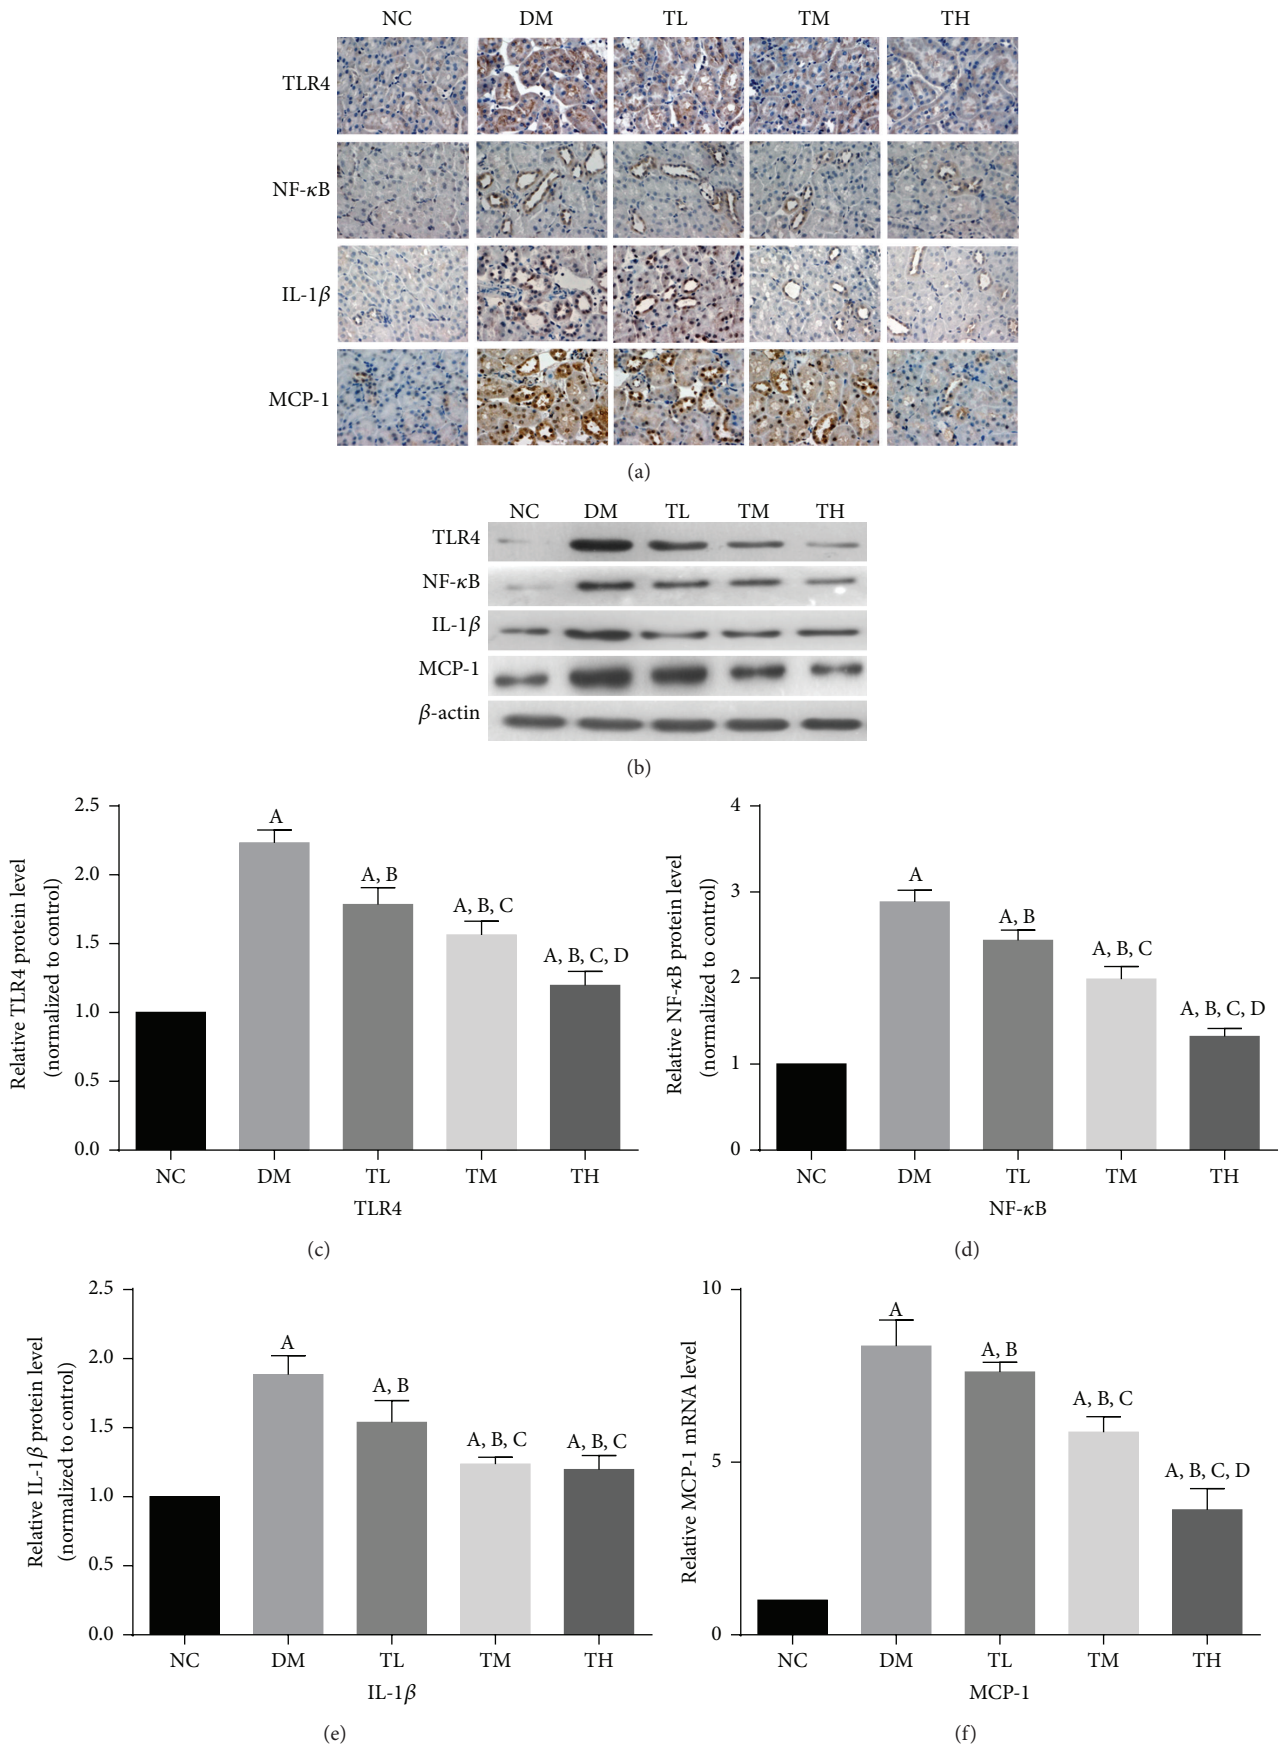 NC DM TL TM TH
TLR4
NF-κB
IL-1β
MCP-1
(a)
NC DM TL TM TH
TLR4
NF-κB
IL-1β
MCP-1
β-actin
(b)
Relative TLR4 protein level
(normalized to control)
2.5
2.0
1.5
1.0
0.5
0.0
A
A, B
A, B, C
A, B, C, D
NC DM TL TM TH
TLR4
(c)
Relative NF-κB protein level
(normalized to control)
4
3
2
1
0
A
A, B
A, B, C
A, B, C, D
NC DM TL TM TH
NF-κB
(d)
Relative IL-1β protein level
(normalized to control)
2.5
2.0
1.5
1.0
0.5
0.0
A
A, B
A, B, C
A, B, C
NC DM TL TM TH
IL-1β
(e)
Relative MCP-1 mRNA level
10
5
0
A
A, B
A, B, C
A, B, C, D
NC DM TL TM TH
MCP-1
(f)